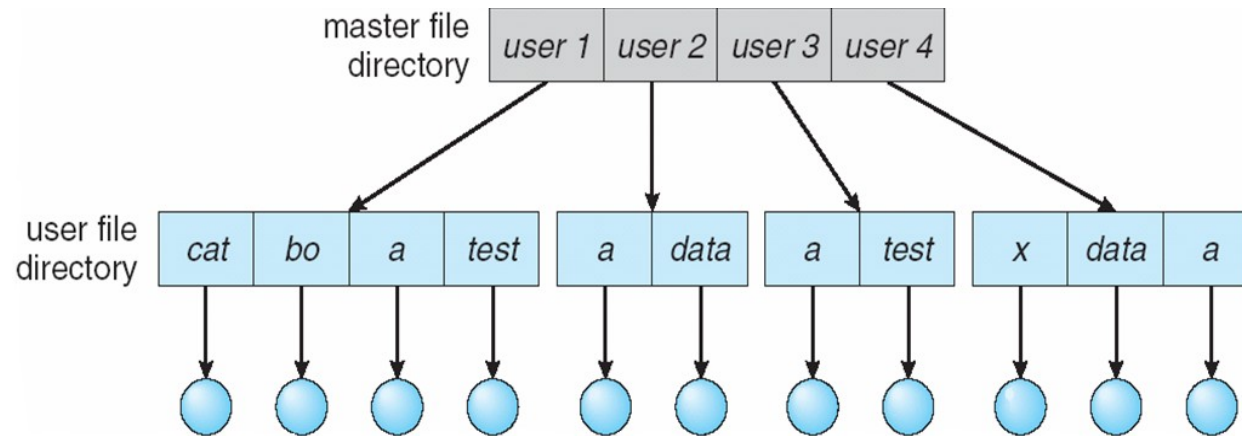 master file
directory
user 1 user 2 user 3 user 4
user file
directory
cat bo a test a data a test x data a